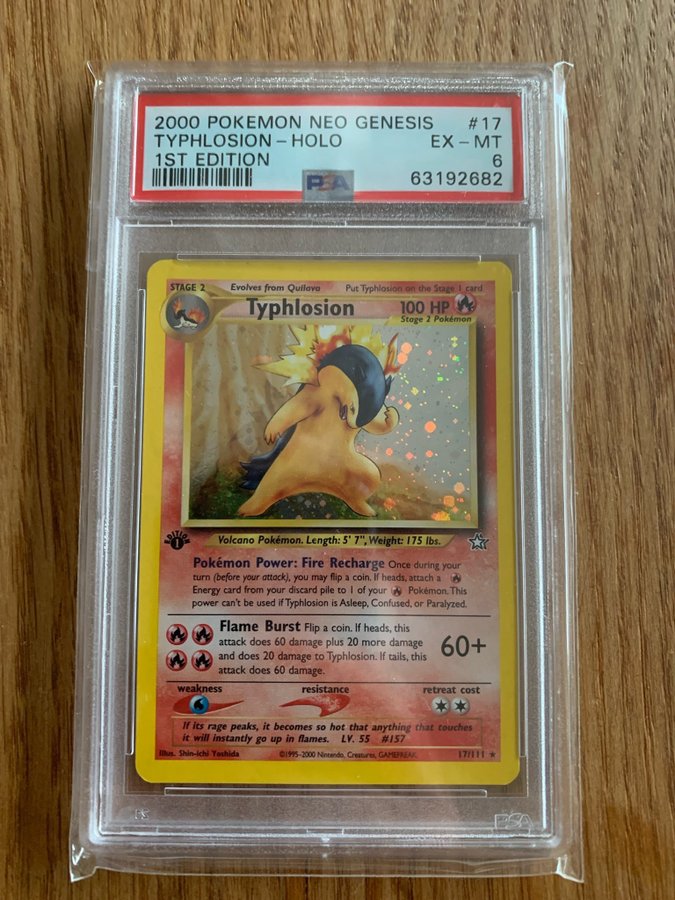 2000 POKEMON NEO GENESIS #17
TYPHLOSION - HOLO EX - MT
1ST EDITION 6
PSA 63192682
STAGE 2 Evolves from Quilava Put Typhlosion on the Stage 1 card
Typhlosion 100 HP
Stage 2 Pokémon
EDITION
1
Volcano Pokémon. Length: 5' 7", Weight: 175 lbs.
Pokémon Power: Fire Recharge Once during your
turn (before your attack), you may flip a coin. If heads, attach a
Energy card from your discard pile to 1 of your Pokémon. This
power can't be used if Typhlosion is Asleep, Confused, or Paralyzed.
Flame Burst Flip a coin. If heads, this
attack does 60 damage plus 20 more damage
and does 20 damage to Typhlosion. If tails, this
attack does 60 damage.
60+
weakness resistance retreat cost
If its rage peaks, it becomes so hot that anything that touches
it will instantly go up in flames. LV. 55 #157
Illus. Shin-ichi Yoshida ©1995-2000 Nintendo, Creatures, GAMEFREAK. 17/111 ★
PSA